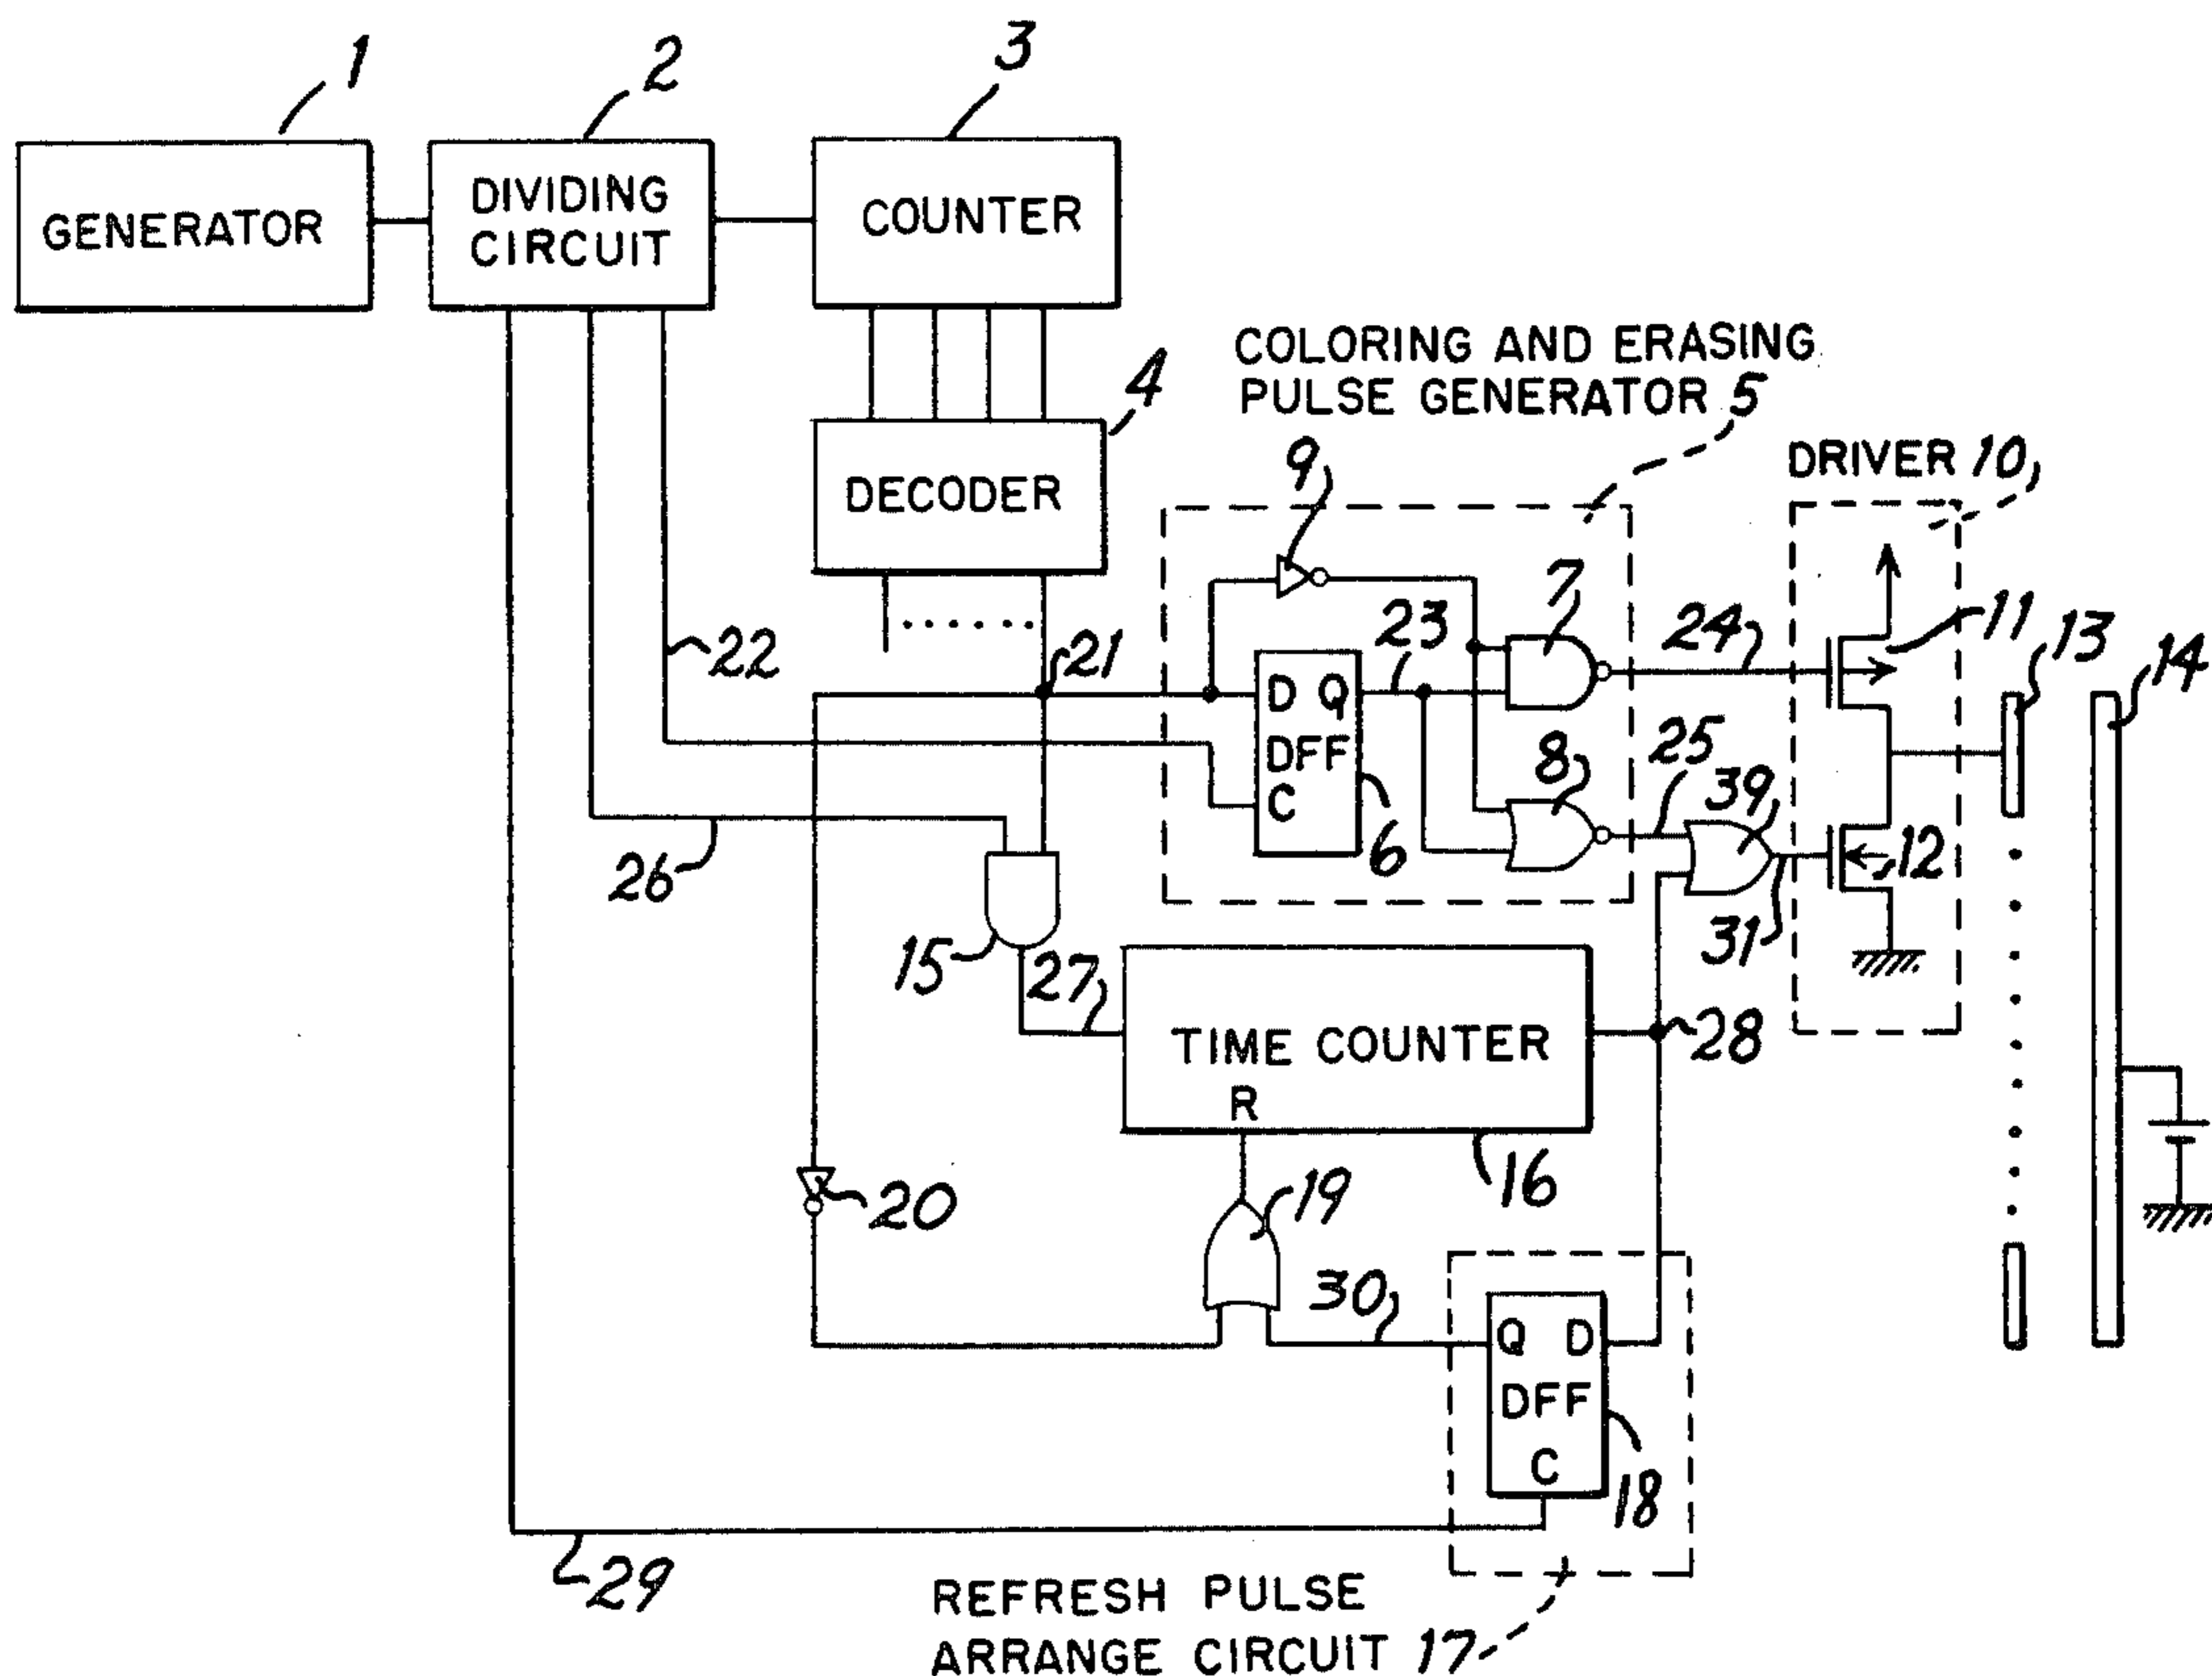 1
2
3
GENERATOR
DIVIDING
CIRCUIT
COUNTER
COLORING AND ERASING
PULSE GENERATOR 5
4
DECODER
DRIVER 10
9
7
22
21
23
24
11
13
14
D Q
DFF
C
6
8
25
39
12
26
15
27
31
TIME COUNTER
R
28
16
20
19
30
Q D
DFF
C
18
29
REFRESH PULSE
ARRANGE CIRCUIT 17